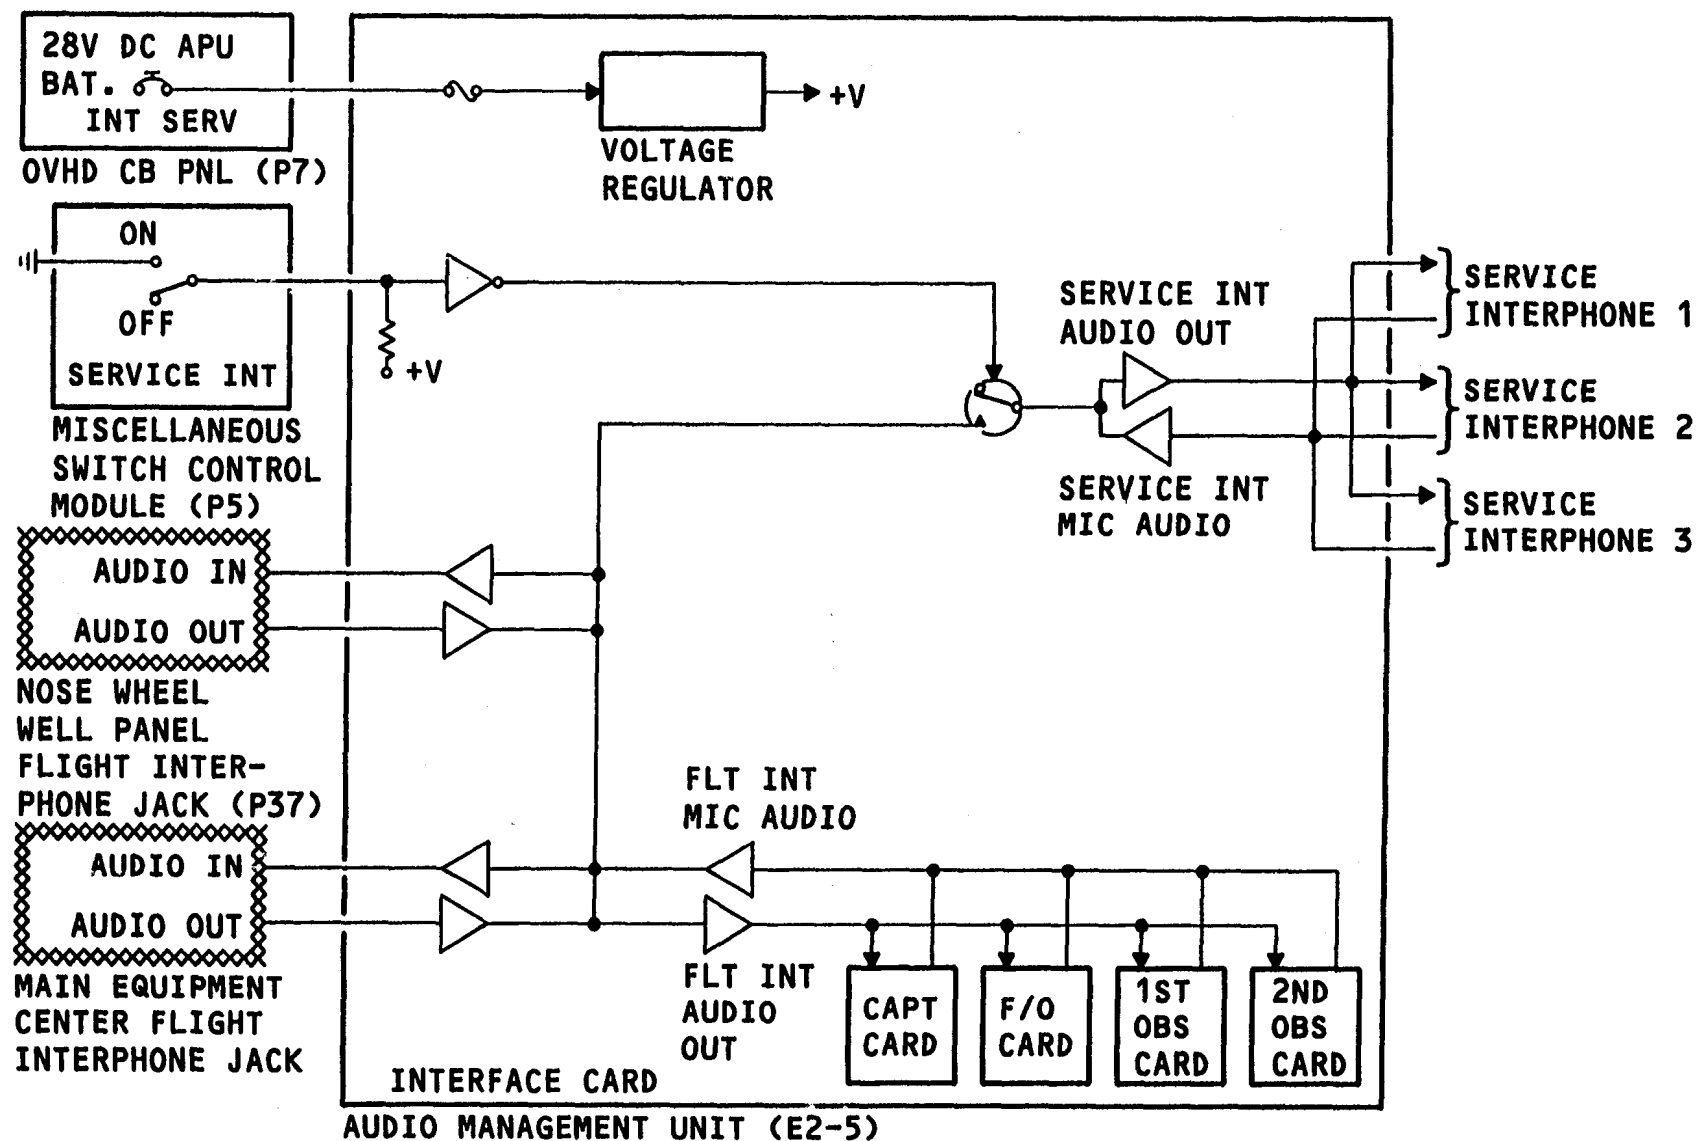 28V DC APU
BAT.
INT SERV
OVHD CB PNL (P7)
VOLTAGE
REGULATOR
+V
ON
OFF
SERVICE INT
MISCELLANEOUS
SWITCH CONTROL
MODULE (P5)
+V
SERVICE INT
AUDIO OUT
SERVICE INT
MIC AUDIO
SERVICE
INTERPHONE 1
SERVICE
INTERPHONE 2
SERVICE
INTERPHONE 3
AUDIO IN
AUDIO OUT
NOSE WHEEL
WELL PANEL
FLIGHT INTER-
PHONE JACK (P37)
AUDIO IN
AUDIO OUT
MAIN EQUIPMENT
CENTER FLIGHT
INTERPHONE JACK
FLT INT
MIC AUDIO
FLT INT
AUDIO
OUT
CAPT
CARD
F/O
CARD
1ST
OBS
CARD
2ND
OBS
CARD
INTERFACE CARD
AUDIO MANAGEMENT UNIT (E2-5)